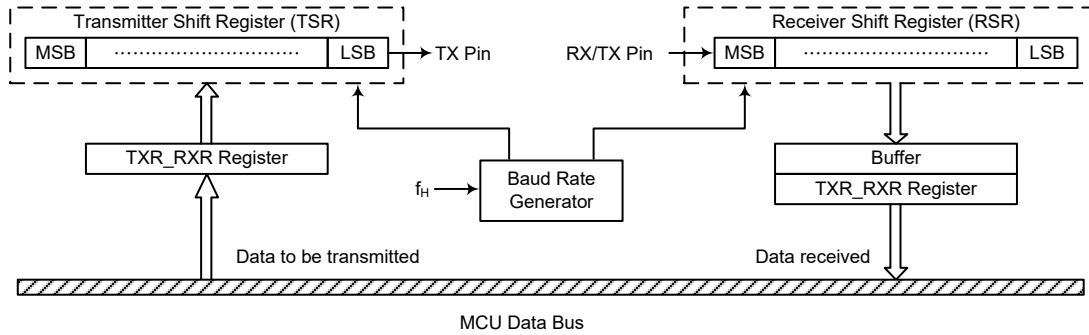 Transmitter Shift Register (TSR)
MSB ................................ LSB
TX Pin
RX/TX Pin
Receiver Shift Register (RSR)
MSB ................................ LSB
TXR_RXR Register
fH
Baud Rate
Generator
Buffer
TXR_RXR Register
Data to be transmitted
Data received
MCU Data Bus